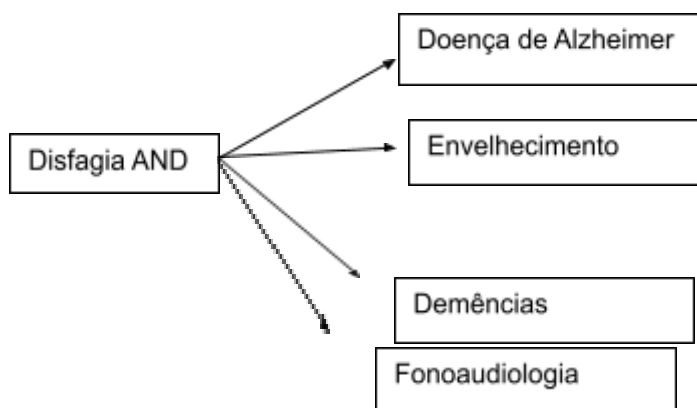 Doença de Alzheimer
Envelhecimento
Disfagia AND
Demências
Fonoaudiologia